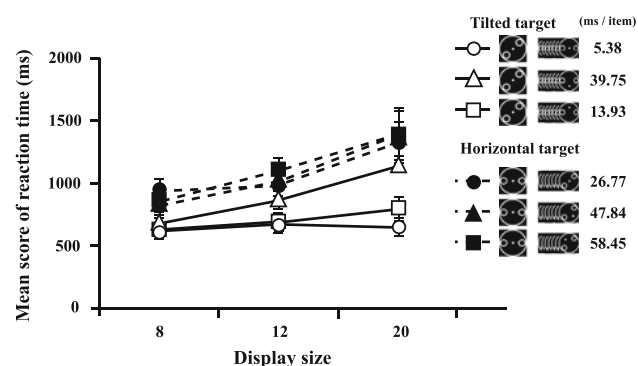 Tilted target (ms / item)
5.38
39.75
13.93
Horizontal target
26.77
47.84
58.45
Mean score of reaction time (ms)
2000
1500
1000
500
0
8 12 20
Display size